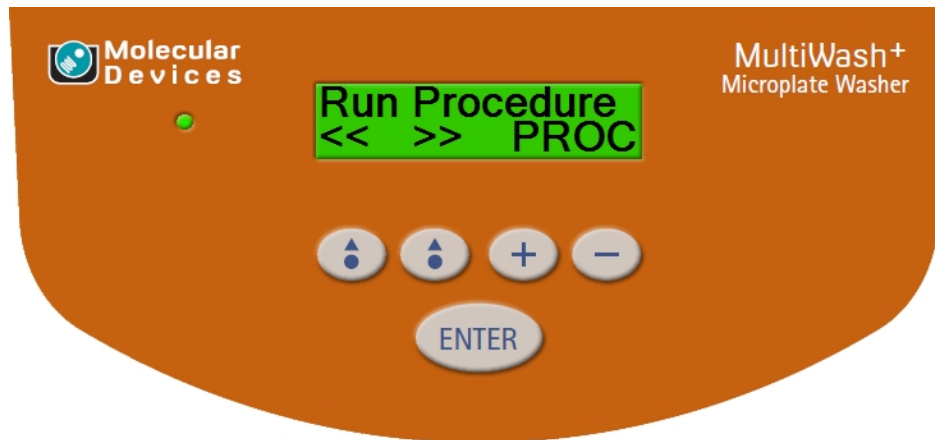 Molecular
Devices
MultiWash+
Microplate Washer
Run Procedure
<< >> PROC
+ −
ENTER